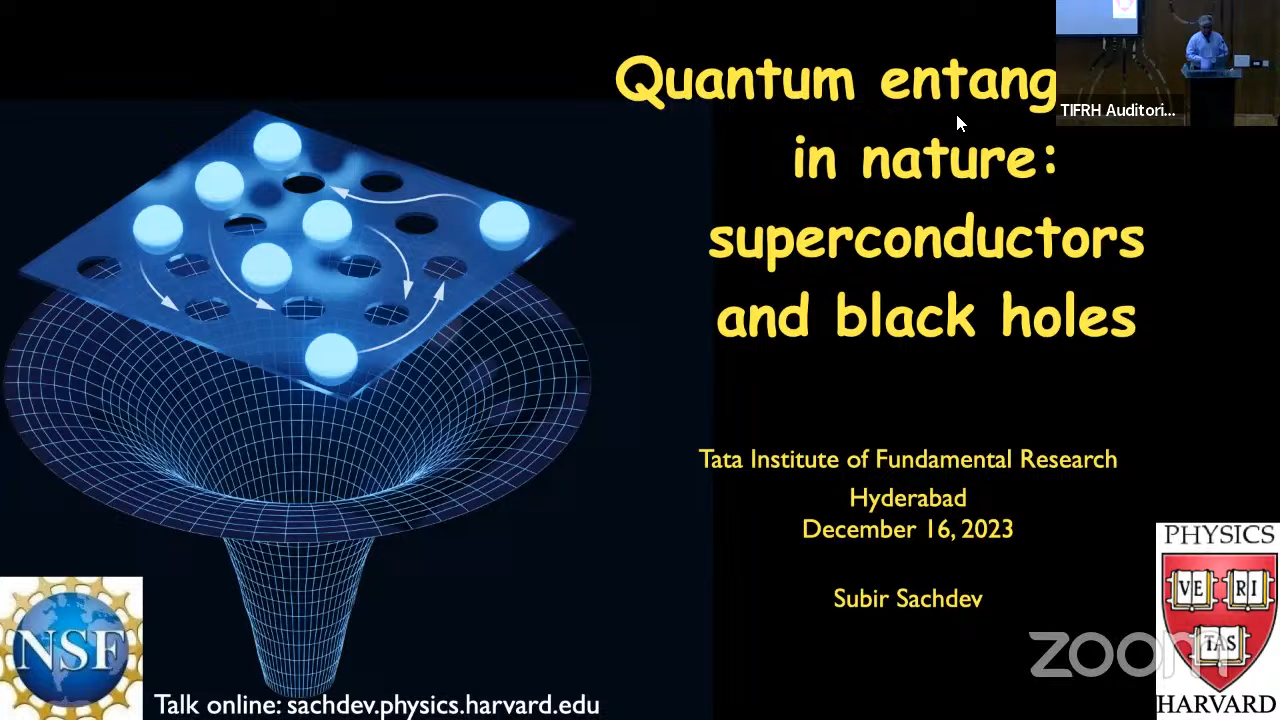 Quantum entang
in nature:
superconductors
and black holes
TIFRH Auditori...
Tata Institute of Fundamental Research
Hyderabad
December 16, 2023
Subir Sachdev
PHYSICS
VE RI
TAS
HARVARD
zoom
NSF
Talk online: sachdev.physics.harvard.edu